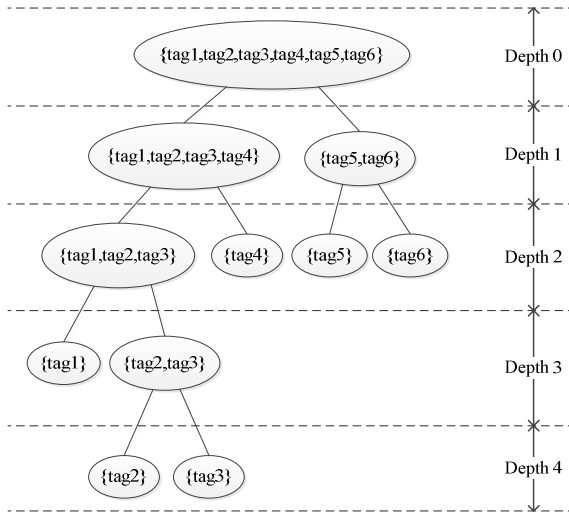 {tag1,tag2,tag3,tag4,tag5,tag6}
Depth 0
{tag1,tag2,tag3,tag4}
{tag5,tag6}
Depth 1
{tag1,tag2,tag3}
{tag4}
{tag5}
{tag6}
Depth 2
{tag1}
{tag2,tag3}
Depth 3
{tag2}
{tag3}
Depth 4